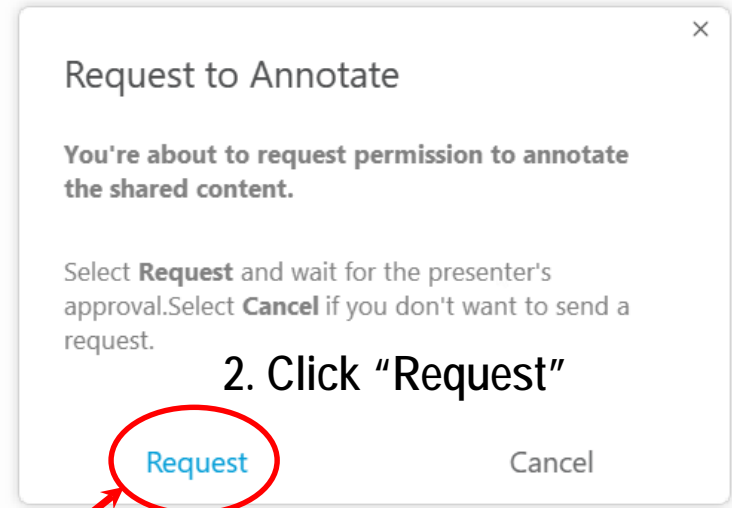 ×
Request to Annotate
You're about to request permission to annotate
the shared content.
Select Request and wait for the presenter's
approval.Select Cancel if you don't want to send a
request.
2. Click “Request”
Request Cancel